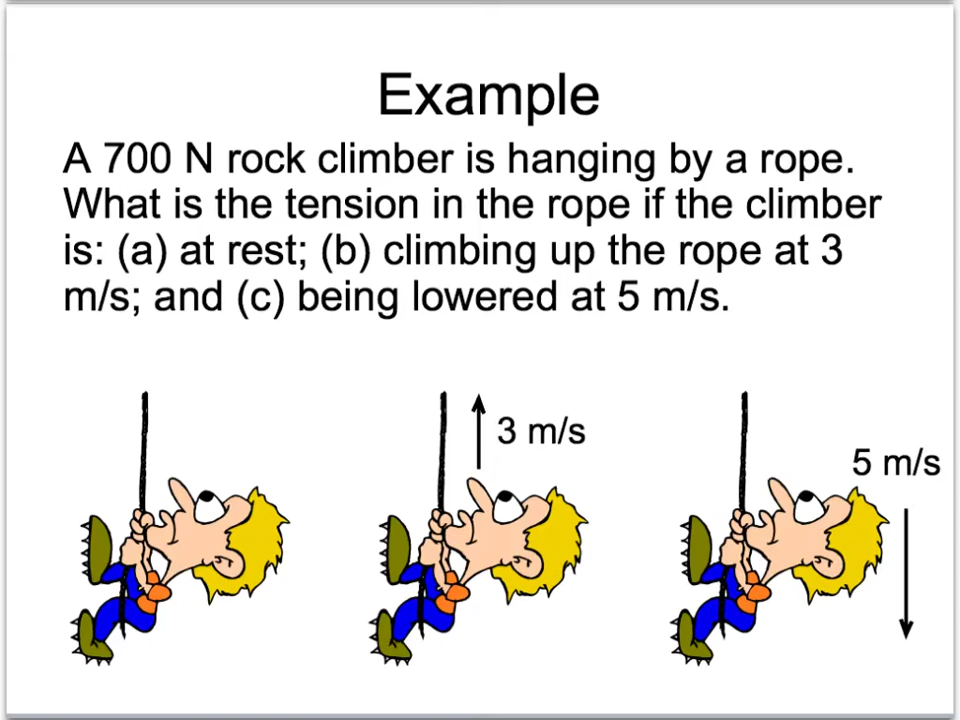 Example
A 700 N rock climber is hanging by a rope.
What is the tension in the rope if the climber
is: (a) at rest; (b) climbing up the rope at 3
m/s; and (c) being lowered at 5 m/s.
3 m/s
5 m/s